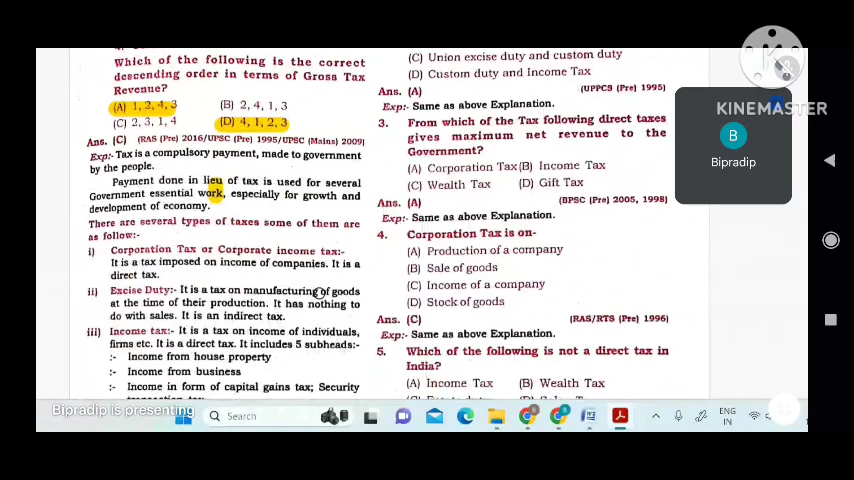 Which of the following is the correct
descending order in terms of Gross Tax
Revenue?
(A) 1, 2, 4, 3 (B) 2, 4, 1, 3
(C) 2, 3, 1, 4 (D) 4, 1, 2, 3
Ans. (C) (RAS (Pre) 2016/UPSC (Pre) 1995/UPSC (Mains) 2009)
Exp:- Tax is a compulsory payment, made to government
by the people.
Payment done in lieu of tax is used for several
Government essential work, especially for growth and
development of economy.
There are several types of taxes some of them are
as follow:-
i) Corporation Tax or Corporate income tax:-
It is a tax imposed on income of companies. It is a
direct tax.
ii) Excise Duty:- It is a tax on manufacturing of goods
at the time of their production. It has nothing to
do with sales. It is an indirect tax.
iii) Income tax:- It is a tax on income of individuals,
firms etc. It is a direct tax. It includes 5 subheads:-
:- Income from house property
:- Income from business
:- Income in form of capital gains tax; Security
(C) Union excise duty and custom duty
(D) Custom duty and Income Tax
Ans. (A) (UPPCS (Pre) 1995)
Exp:- Same as above Explanation.
3. From which of the Tax following direct taxes
gives maximum net revenue to the
Government?
(A) Corporation Tax (B) Income Tax
(C) Wealth Tax (D) Gift Tax
Ans. (A) (BPSC (Pre) 2005, 1998)
Exp:- Same as above Explanation.
4. Corporation Tax is on-
(A) Production of a company
(B) Sale of goods
(C) Income of a company
(D) Stock of goods
Ans. (C) (RAS/RTS (Pre) 1996)
Exp:- Same as above Explanation.
5. Which of the following is not a direct tax in
India?
(A) Income Tax (B) Wealth Tax
K
KINEMASTER
B
Bipradip
Bipradip is presenting
Search
ENG
IN